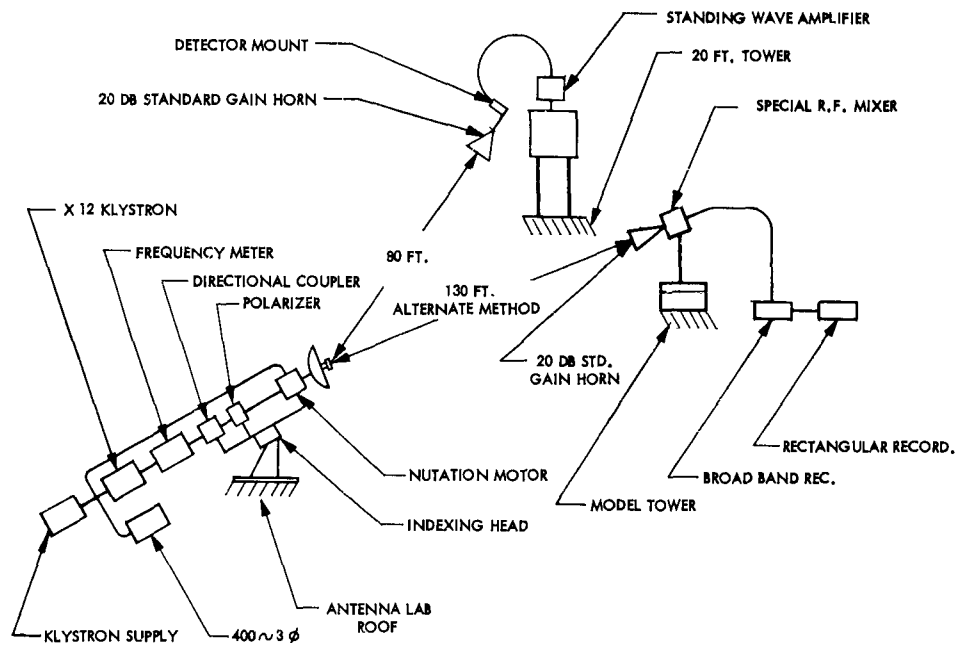 STANDING WAVE AMPLIFIER
DETECTOR MOUNT
20 FT. TOWER
20 DB STANDARD GAIN HORN
SPECIAL R.F. MIXER
X 12 KLYSTRON
FREQUENCY METER
80 FT.
DIRECTIONAL COUPLER
POLARIZER
130 FT.
ALTERNATE METHOD
20 DB STD.
GAIN HORN
RECTANGULAR RECORD.
NUTATION MOTOR
BROAD BAND REC.
MODEL TOWER
INDEXING HEAD
ANTENNA LAB
ROOF
KLYSTRON SUPPLY
400~3 ϕ